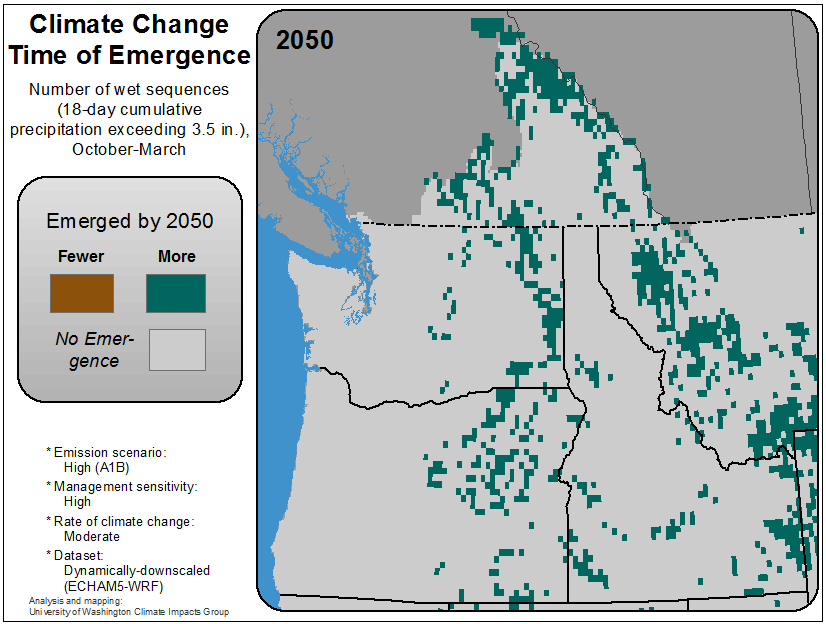 Climate Change
Time of Emergence
Number of wet sequences
(18-day cumulative
precipitation exceeding 3.5 in.),
October-March
Emerged by 2050
Fewer More
No Emer-
gence
* Emission scenario:
High (A1B)
* Management sensitivity:
High
* Rate of climate change:
Moderate
* Dataset:
Dynamically-downscaled
(ECHAM5-WRF)
Analysis and mapping:
University of Washington Climate Impacts Group
2050